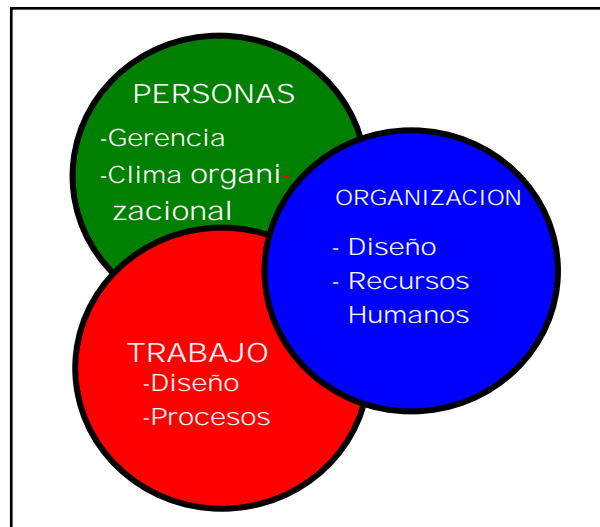 PERSONAS
-Gerencia
-Clima organi-
zacional
ORGANIZACION
- Diseño
- Recursos
Humanos
TRABAJO
-Diseño
-Procesos